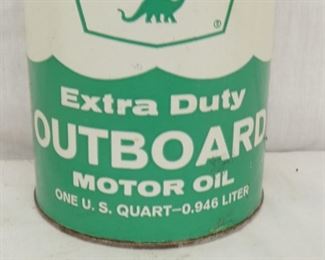 ®
Extra Duty
OUTBOARD
MOTOR OIL
ONE U. S. QUART—0.946 LITER